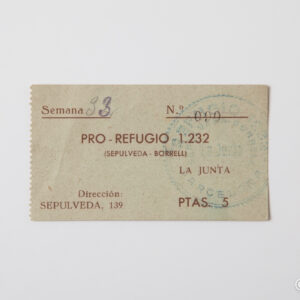 Semana 33 N.º 000
PRO - REFUGIO - 1.232
(SEPULVEDA - BORRELL)
LA JUNTA
Dirección:
SEPULVEDA, 139 PTAS. 5